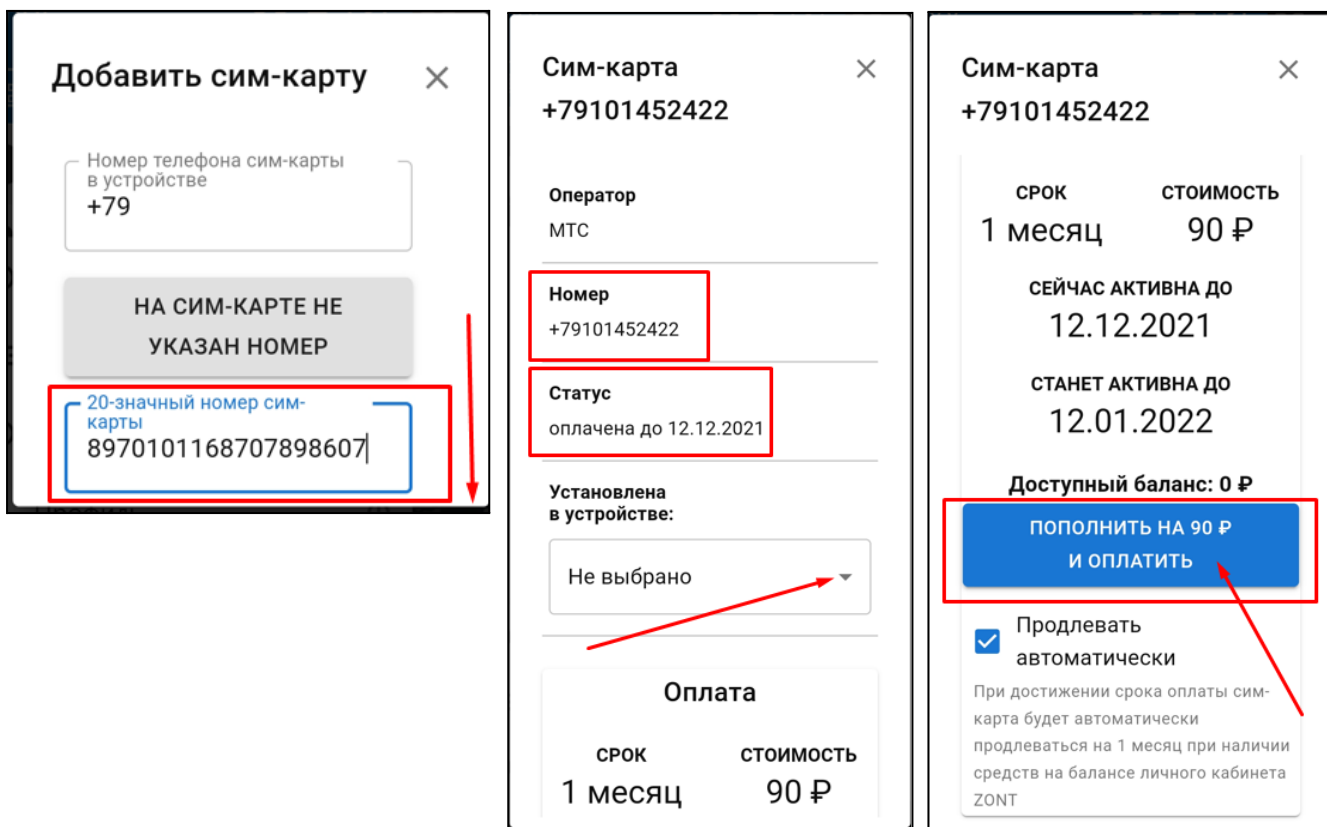 Добавить сим-карту
Номер телефона сим-карты
в устройстве
+79
НА СИМ-КАРТЕ НЕ
УКАЗАН НОМЕР
20-значный номер сим-
карты
8970101168707898607
Сим-карта
+79101452422
Оператор
МТС
Номер
+79101452422
Статус
оплачена до 12.12.2021
Установлена
в устройстве:
Не выбрано
Оплата
СРОК СТОИМОСТЬ
1 месяц 90 ₽
Сим-карта
+79101452422
СРОК СТОИМОСТЬ
1 месяц 90 ₽
СЕЙЧАС АКТИВНА ДО
12.12.2021
СТАНЕТ АКТИВНА ДО
12.01.2022
Доступный баланс: 0 ₽
ПОПОЛНИТЬ НА 90 ₽
И ОПЛАТИТЬ
Продлевать
автоматически
При достижении срока оплаты сим-
карта будет автоматически
продлеваться на 1 месяц при наличии
средств на балансе личного кабинета
ZONT